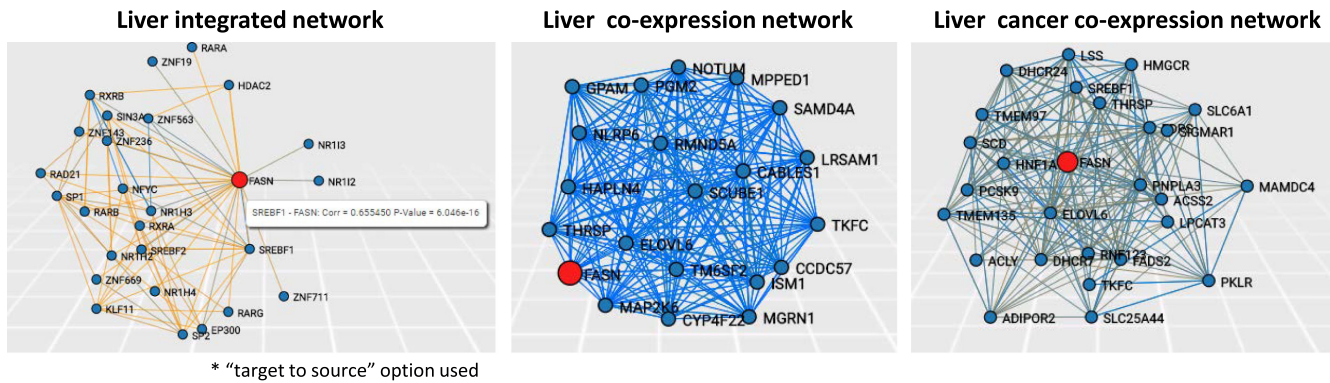 Liver integrated network
Liver co-expression network
Liver cancer co-expression network
RARA
ZNF19
HDAC2
RXRB
SIN3A
ZNF563
ZNF143
ZNF236
NR1I3
RAD21
NR1I2
FASN
SP1
NFYC
RARB
NR1H3
SREBF1 - FASN: Corr = 0.655450 P-Value = 6.046e-16
RXRA
NR1H2
SREBF2
SREBF1
ZNF669
NR1H4
ZNF711
KLF11
RARG
SP2
EP300
NOTUM
GPAM
PGM2
MPPED1
SAMD4A
NLRP6
RMND5A
LRSAM1
CABLES1
HAPLN4
SCUBE1
THRSP
TKFC
ELOVL6
FASN
TM6SF2
CCDC57
ISM1
MAP2K6
CYP4F22
MGRN1
LSS
DHCR24
HMGCR
SREBF1
THRSP
TMEM97
SLC6A1
SIGMAR1
SCD
HNF1A
FASN
PCSK9
PNPLA3
MAMDC4
ACSS2
TMEM135
ELOVL6
LPCAT3
ACLY
DHCR7
RNF123
FADS2
TKFC
PKLR
ADIPOR2
SLC25A44
* “target to source” option used